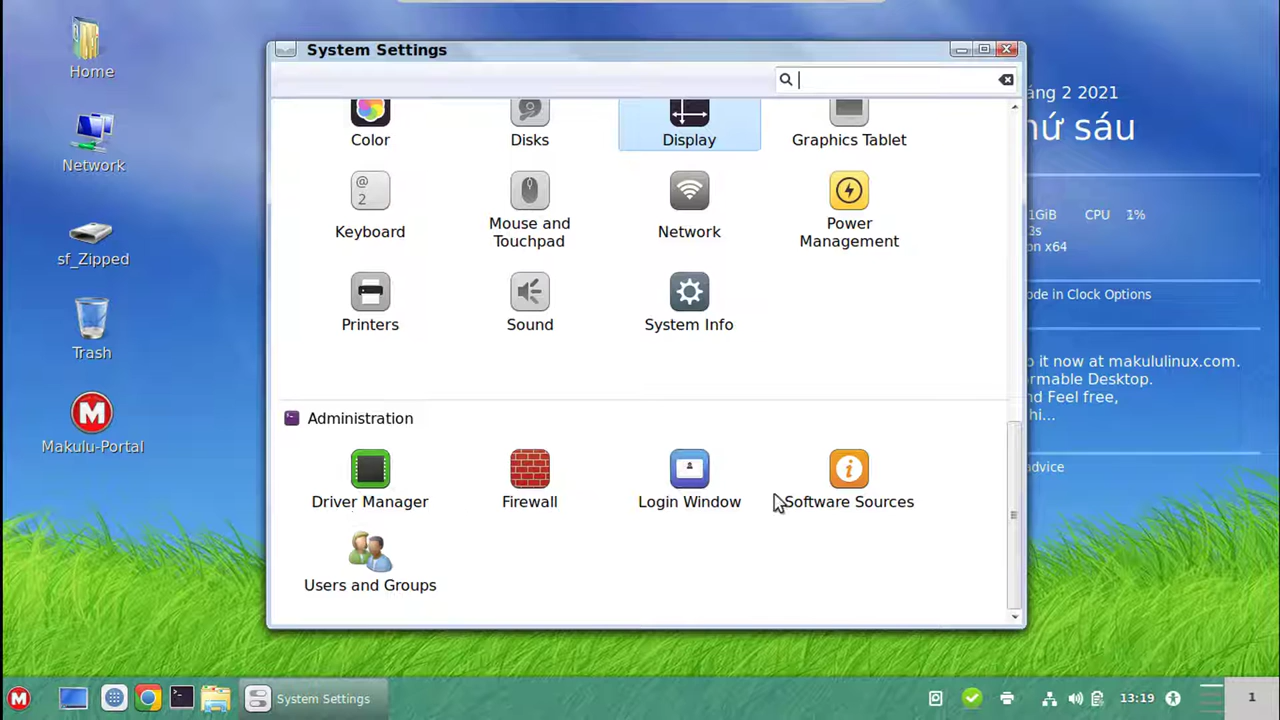 Home
Network
sf_Zipped
Trash
Makulu-Portal
System Settings
Color
Disks
Display
Graphics Tablet
@
2
Keyboard
Mouse and
Touchpad
Network
Power
Management
Printers
Sound
System Info
Administration
Driver Manager
Firewall
Login Window
Software Sources
Users and Groups
áng 2 2021
hứ sáu
1GiB CPU 1%
3s
on x64
ode in Clock Options
o it now at makululinux.com.
rmable Desktop.
nd Feel free,
hi...
advice
M
M
System Settings
13:19
1